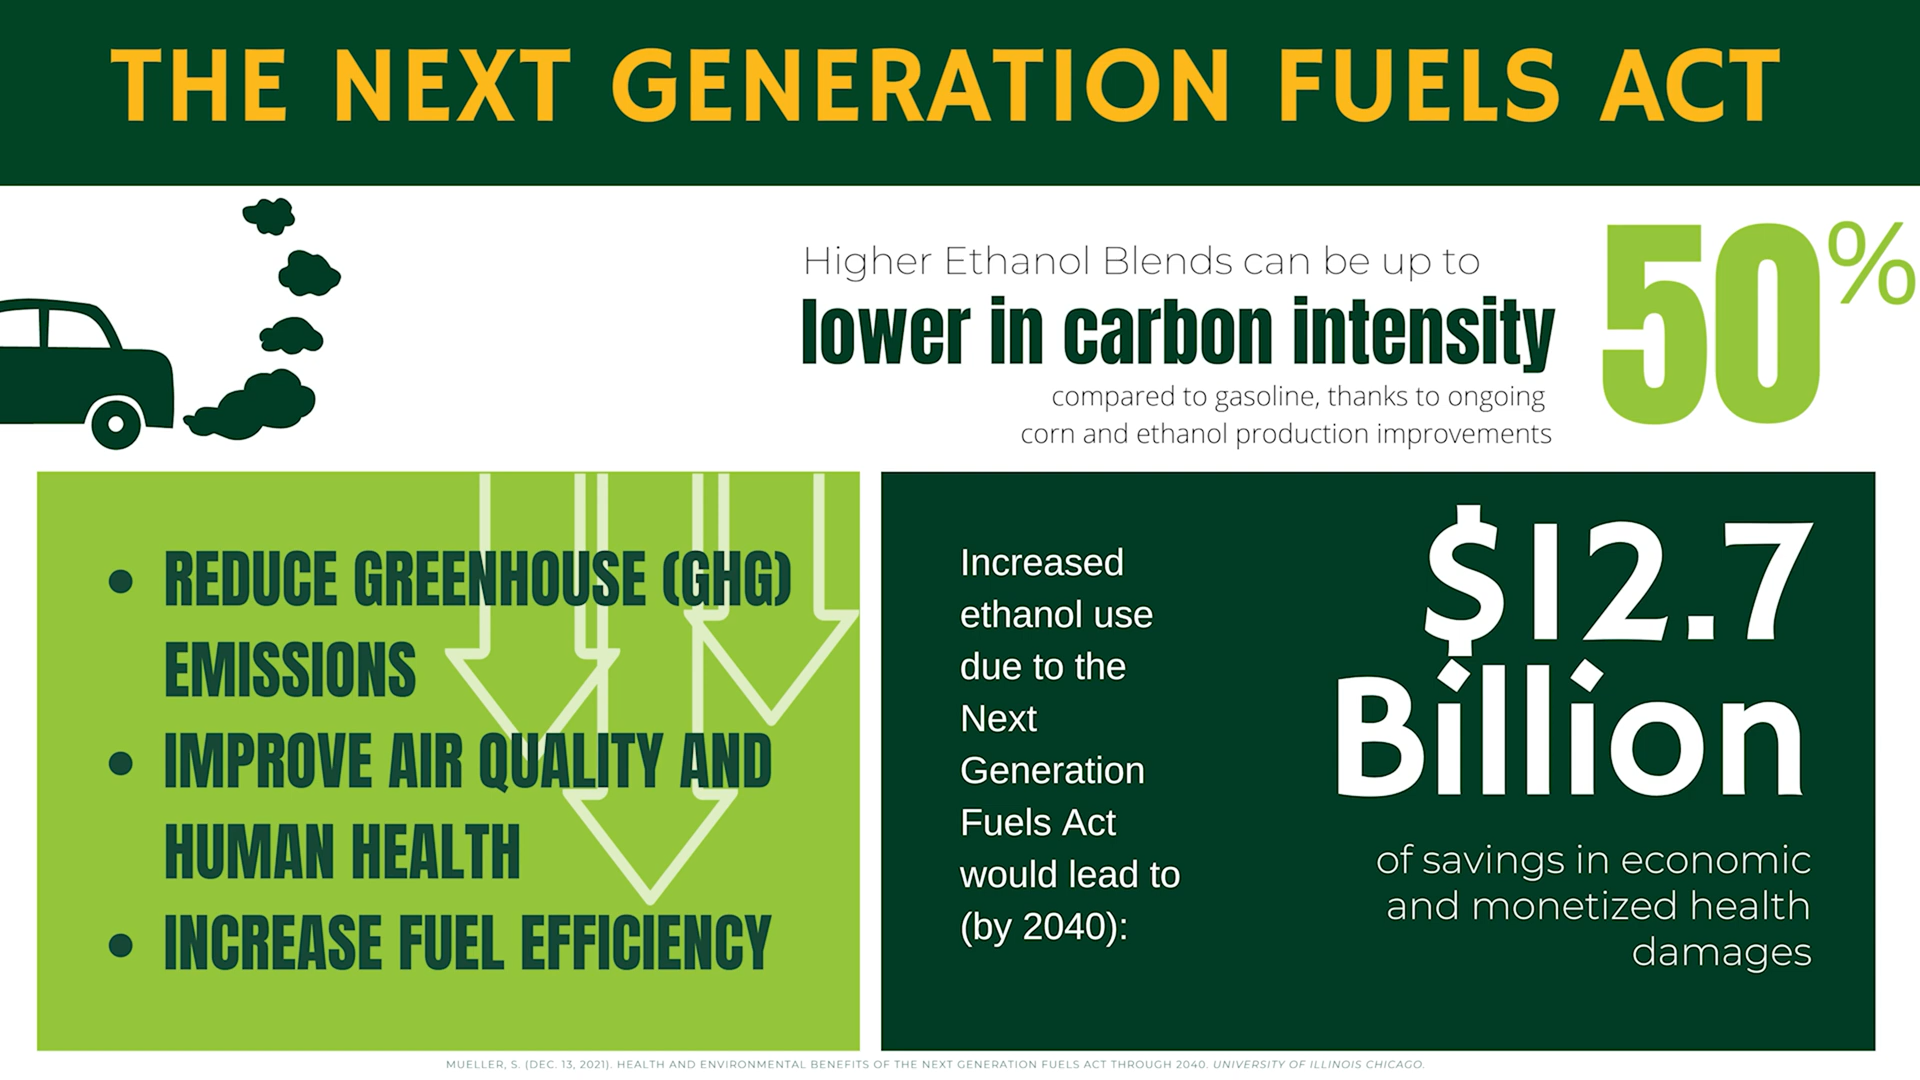 THE NEXT GENERATION FUELS ACT
Higher Ethanol Blends can be up to
lower in carbon intensity
50%
compared to gasoline, thanks to ongoing
corn and ethanol production improvements
• REDUCE GREENHOUSE (GHG)
EMISSIONS
• IMPROVE AIR QUALITY AND
HUMAN HEALTH
• INCREASE FUEL EFFICIENCY
Increased
ethanol use
due to the
Next
Generation
Fuels Act
would lead to
(by 2040):
$12.7
Billion
of savings in economic
and monetized health
damages
MUELLER, S. (DEC. 13, 2021). HEALTH AND ENVIRONMENTAL BENEFITS OF THE NEXT GENERATION FUELS ACT THROUGH 2040. UNIVERSITY OF ILLINOIS CHICAGO.